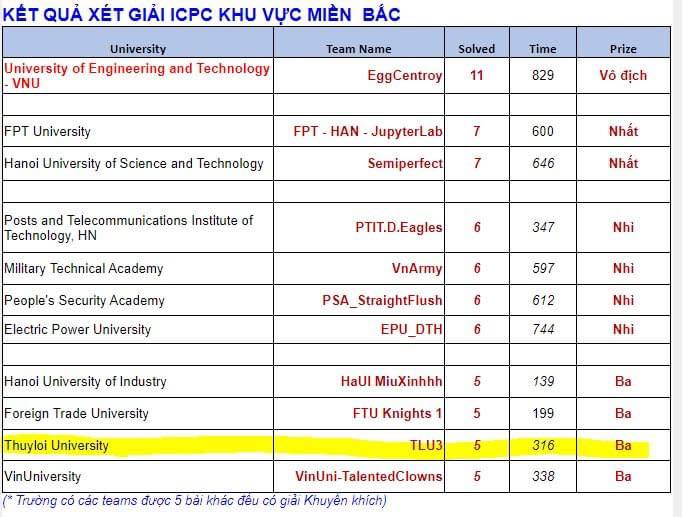 KẾT QUẢ XÉT GIẢI ICPC KHU VỰC MIỀN BẮC
University Team Name Solved Time Prize
University of Engineering and Technology
- VNU EggCentroy 11 829 Vô địch
FPT University FPT - HAN - JupyterLab 7 600 Nhất
Hanoi University of Science and Technology Semiperfect 7 646 Nhất
Posts and Telecommunications Institute of
Technology, HN PTIT.D.Eagles 6 347 Nhì
Military Technical Academy VnArmy 6 597 Nhì
People's Security Academy PSA_StraightFlush 6 612 Nhì
Electric Power University EPU_DTH 6 744 Nhì
Hanoi University of Industry HaUI MiuXinhhh 5 139 Ba
Foreign Trade University FTU Knights 1 5 199 Ba
Thuyloi University TLU3 5 316 Ba
VinUniversity VinUni-TalentedClowns 5 338 Ba
(* Trường có các teams được 5 bài khác đều có giải Khuyến khích)